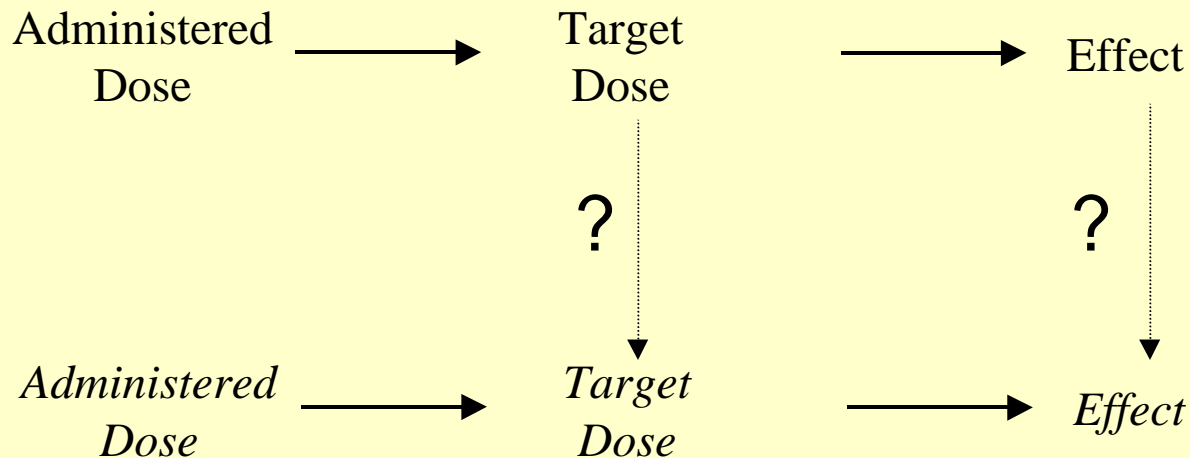 Administered
Dose
Target
Dose
Effect
?
?
Administered
Dose
Target
Dose
Effect